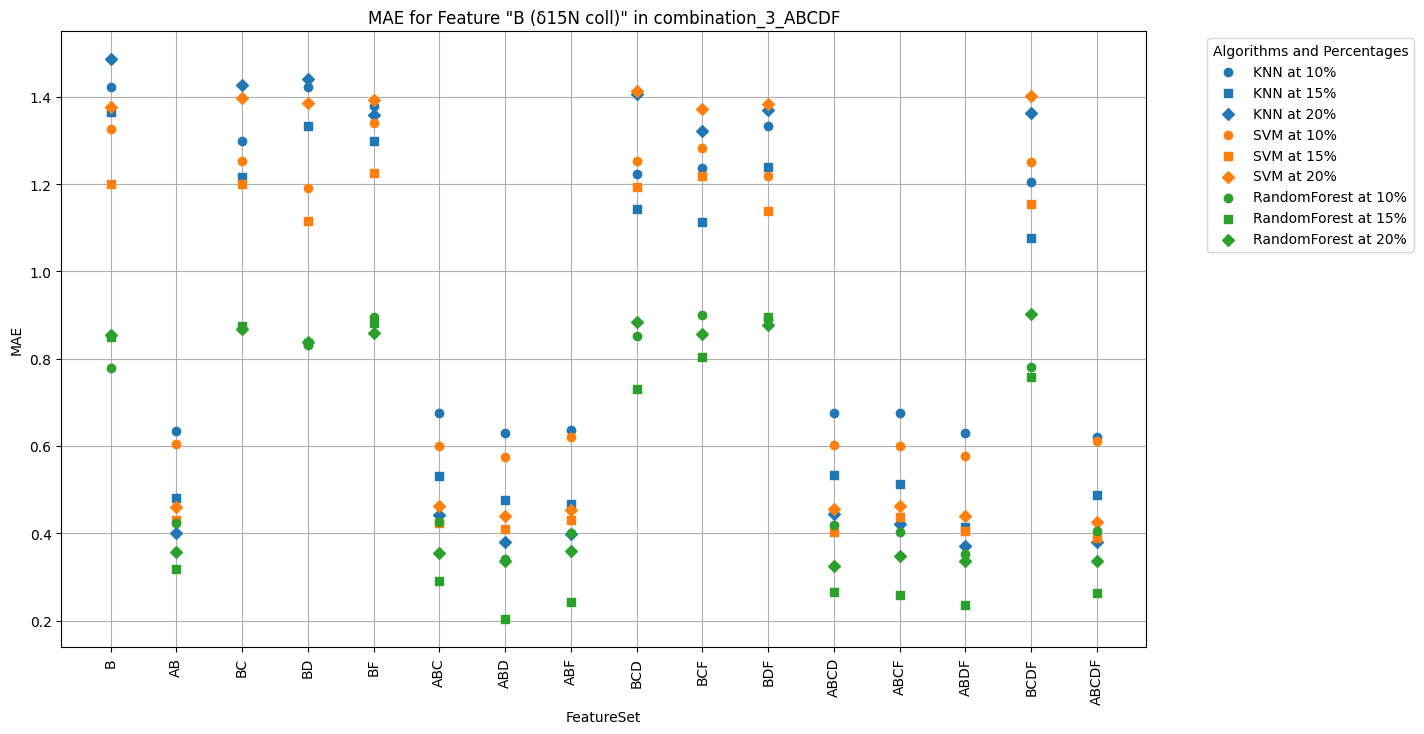 MAE for Feature "B (δ15N coll)" in combination_3_ABCDF
Algorithms and Percentages
KNN at 10%
KNN at 15%
KNN at 20%
SVM at 10%
SVM at 15%
SVM at 20%
RandomForest at 10%
RandomForest at 15%
RandomForest at 20%
MAE
1.4
1.2
1.0
0.8
0.6
0.4
0.2
B
AB
BC
BD
BF
ABC
ABD
ABF
BCD
BCF
BDF
ABCD
ABCF
ABDF
BCDF
ABCDF
FeatureSet